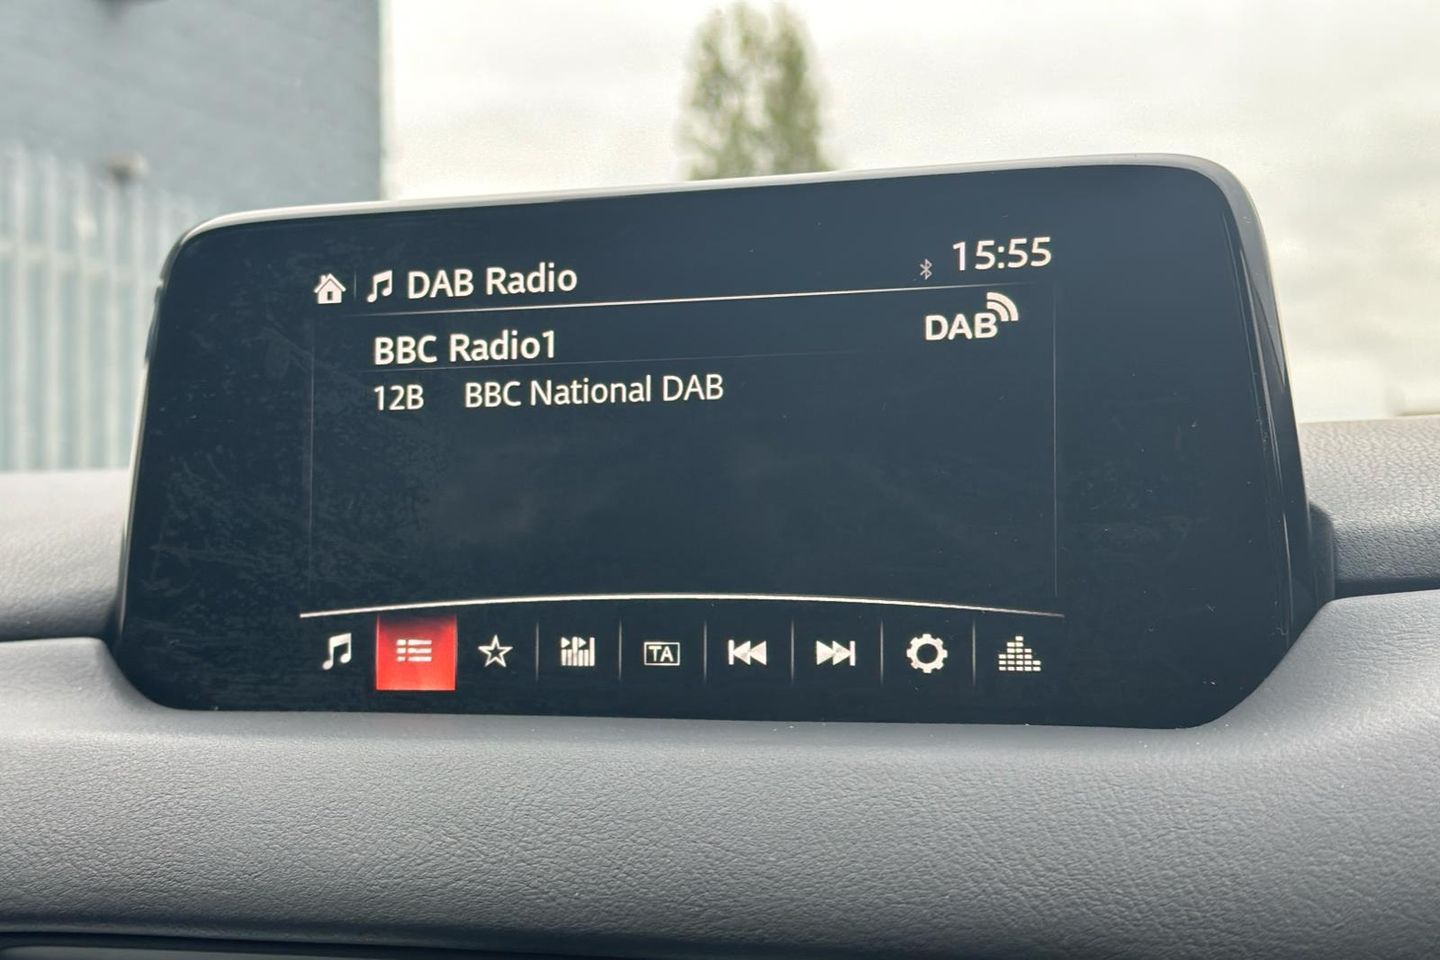 DAB Radio
15:55
BBC Radio1
DAB
12B BBC National DAB
TA